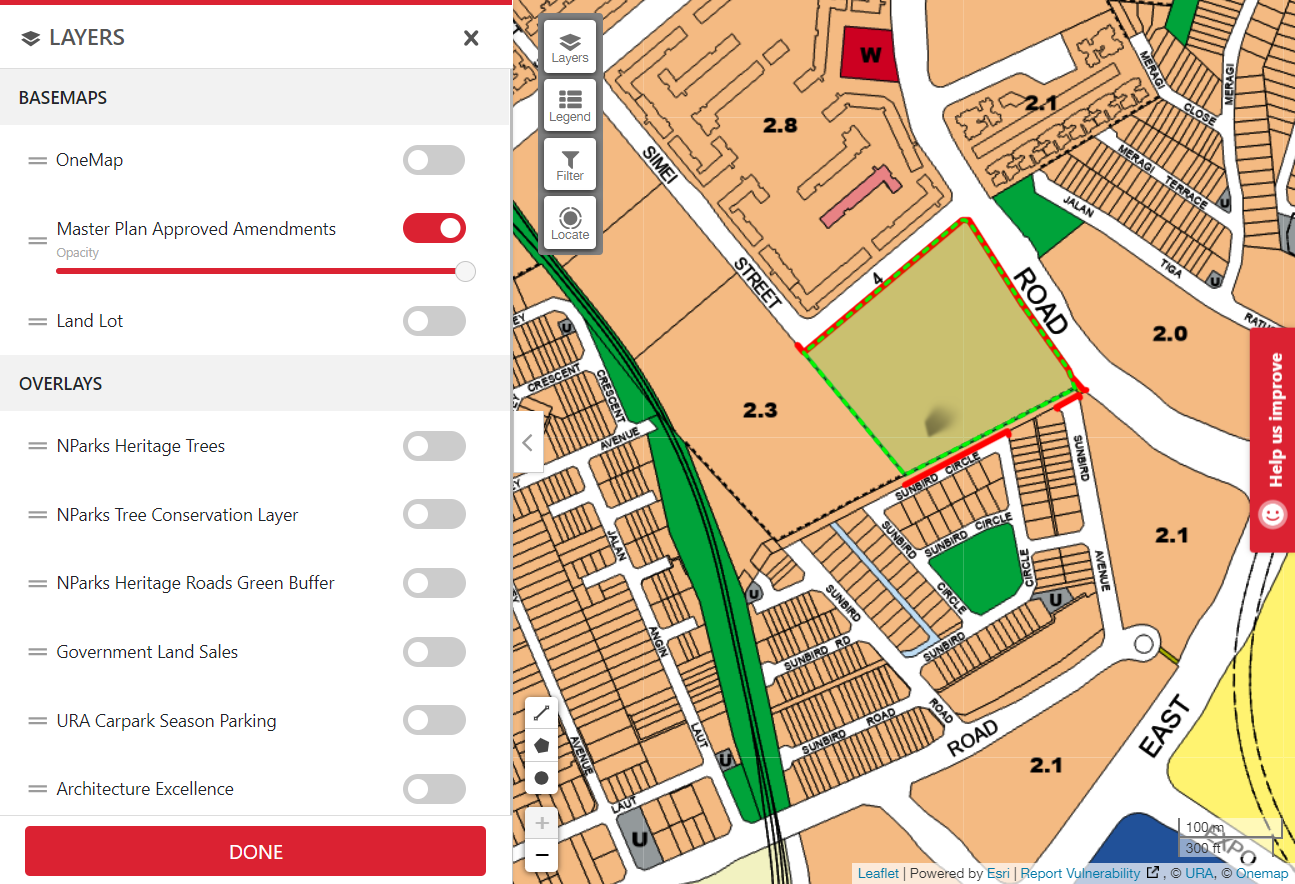 LAYERS
BASEMAPS
OneMap
Master Plan Approved Amendments
Opacity
Land Lot
OVERLAYS
NParks Heritage Trees
NParks Tree Conservation Layer
NParks Heritage Roads Green Buffer
Government Land Sales
URA Carpark Season Parking
Architecture Excellence
DONE
Layers
Legend
Filter
Locate
W
2.8
2.1
MERAGI
MERAGI
CLOSE
MERAGI TERRACE
U
JALAN
TIGA
U
SIMEI
STREET
4
ROAD
2.0
2.3
U
CRESCENT
CRESCENT
AVENUE
SUNBIRD CIRCLE
SUNBIRD
SUNBIRD
SUNBIRD CIRCLE
CIRCLE
CIRCLE
AVENUE
2.1
JALAN
U
SUNBIRD
U
SUNBIRD
ANGIN
SUNBIRD RD
ROAD
SUNBIRD ROAD
ROAD
EAST
LAUT
AVENUE
U
2.1
LAUT
U
EXPO
Help us improve
100 m
300 ft
Leaflet | Powered by Esri | Report Vulnerability , © URA, © Onemap